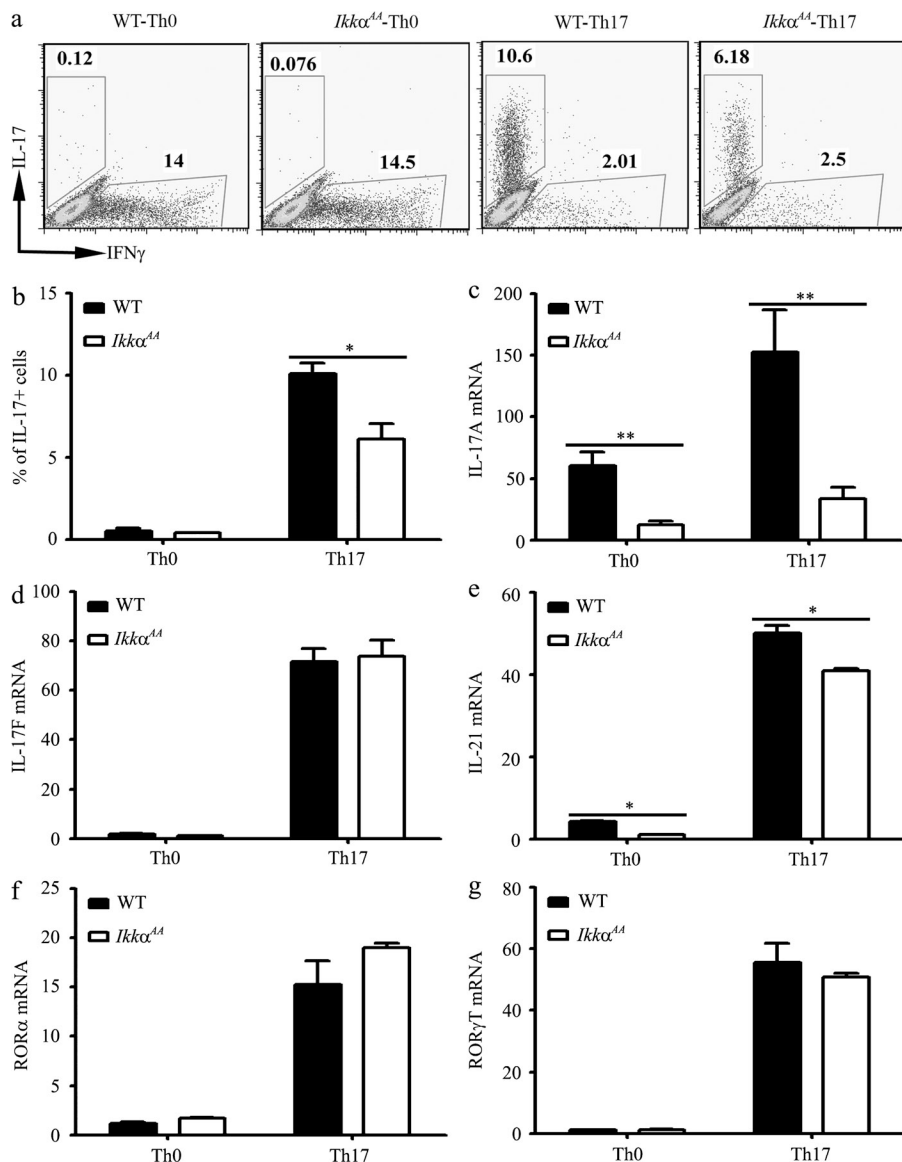 a
WT-Th0
Ikkα^AA-Th0
WT-Th17
Ikkα^AA-Th17
0.12
14
0.076
14.5
10.6
2.01
6.18
2.5
IL-17
IFNγ
b
WT
Ikkα^AA
*
% of IL-17+ cells
15
10
5
0
Th0
Th17
c
WT
Ikkα^AA
**
**
IL-17A mRNA
200
150
100
50
0
Th0
Th17
d
WT
Ikkα^AA
IL-17F mRNA
100
80
60
40
20
0
Th0
Th17
e
WT
Ikkα^AA
*
*
IL-21 mRNA
60
40
20
0
Th0
Th17
f
WT
Ikkα^AA
RORα mRNA
25
20
15
10
5
0
Th0
Th17
g
WT
Ikkα^AA
RORγT mRNA
80
60
40
20
0
Th0
Th17